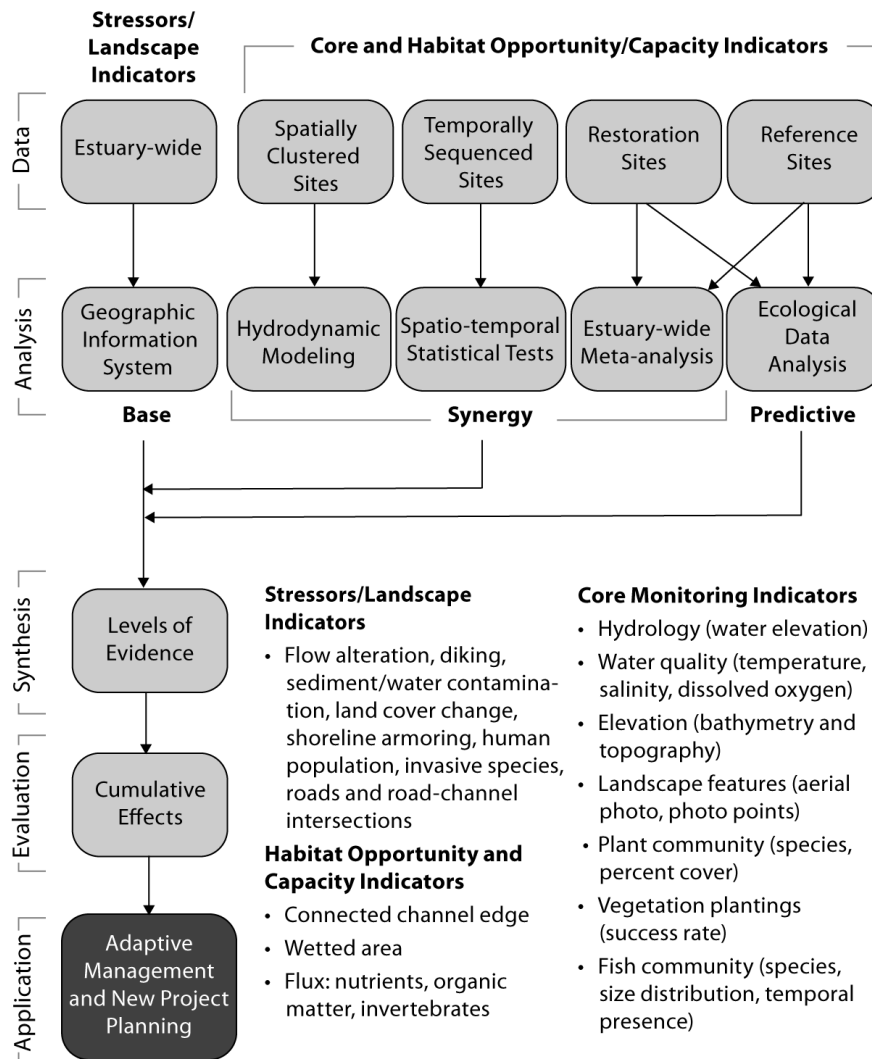 Stressors/
Landscape
Indicators
Core and Habitat Opportunity/Capacity Indicators
Data
Estuary-wide
Spatially
Clustered
Sites
Temporally
Sequenced
Sites
Restoration
Sites
Reference
Sites
Analysis
Geographic
Information
System
Hydrodynamic
Modeling
Spatio-temporal
Statistical Tests
Estuary-wide
Meta-analysis
Ecological
Data
Analysis
Base
Synergy
Predictive
Synthesis
Levels of
Evidence
Evaluation
Cumulative
Effects
Application
Adaptive
Management
and New Project
Planning
Stressors/Landscape
Indicators
• Flow alteration, diking,
sediment/water contamina-
tion, land cover change,
shoreline armoring, human
population, invasive species,
roads and road-channel
intersections
Habitat Opportunity and
Capacity Indicators
• Connected channel edge
• Wetted area
• Flux: nutrients, organic
matter, invertebrates
Core Monitoring Indicators
• Hydrology (water elevation)
• Water quality (temperature,
salinity, dissolved oxygen)
• Elevation (bathymetry and
topography)
• Landscape features (aerial
photo, photo points)
• Plant community (species,
percent cover)
• Vegetation plantings
(success rate)
• Fish community (species,
size distribution, temporal
presence)